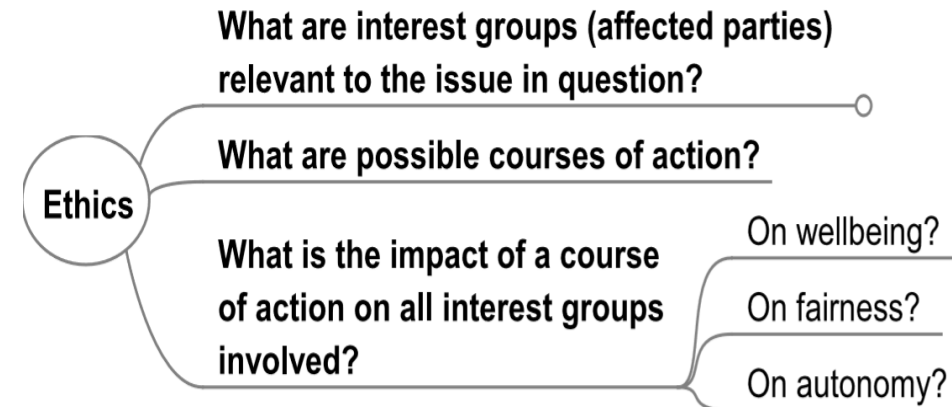 What are interest groups (affected parties)
relevant to the issue in question?
What are possible courses of action?
Ethics
What is the impact of a course
of action on all interest groups
involved?
On wellbeing?
On fairness?
On autonomy?